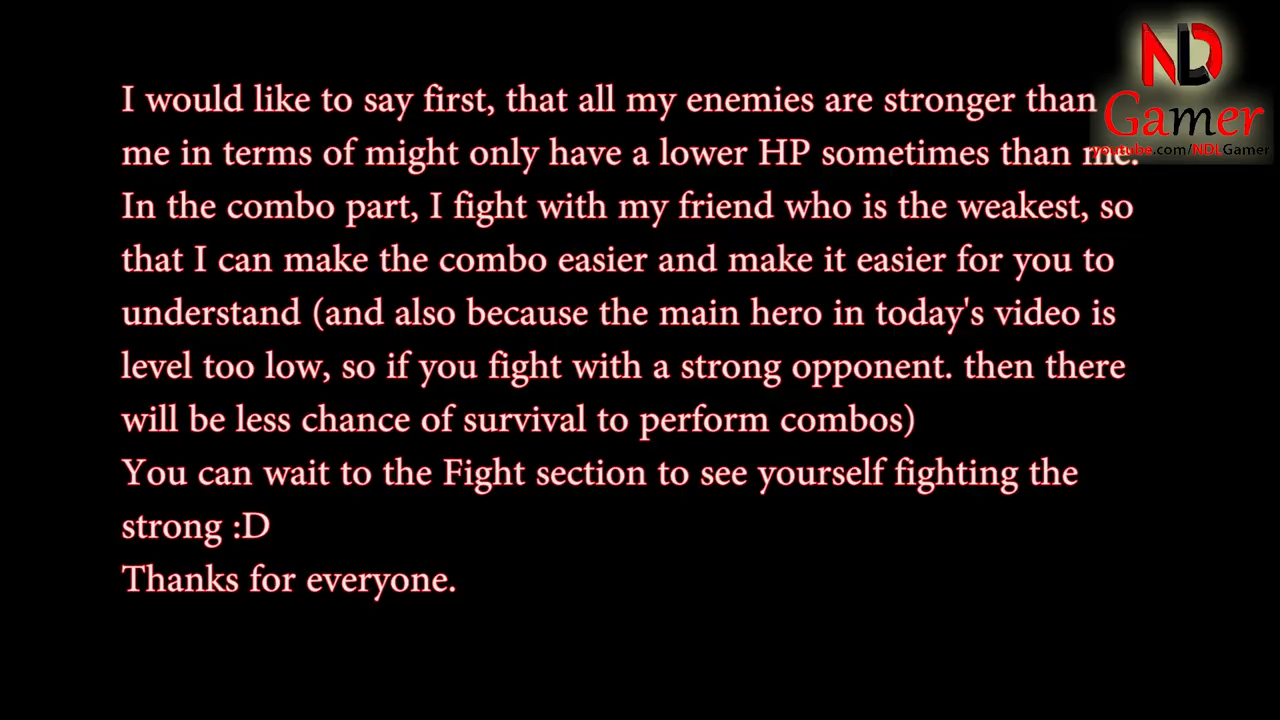 I would like to say first, that all my enemies are stronger than
me in terms of might only have a lower HP sometimes than me.
In the combo part, I fight with my friend who is the weakest, so
that I can make the combo easier and make it easier for you to
understand (and also because the main hero in today's video is
level too low, so if you fight with a strong opponent. then there
will be less chance of survival to perform combos)
You can wait to the Fight section to see yourself fighting the
strong :D
Thanks for everyone.
NLD
Gamer
youtube.com/NDLGamer